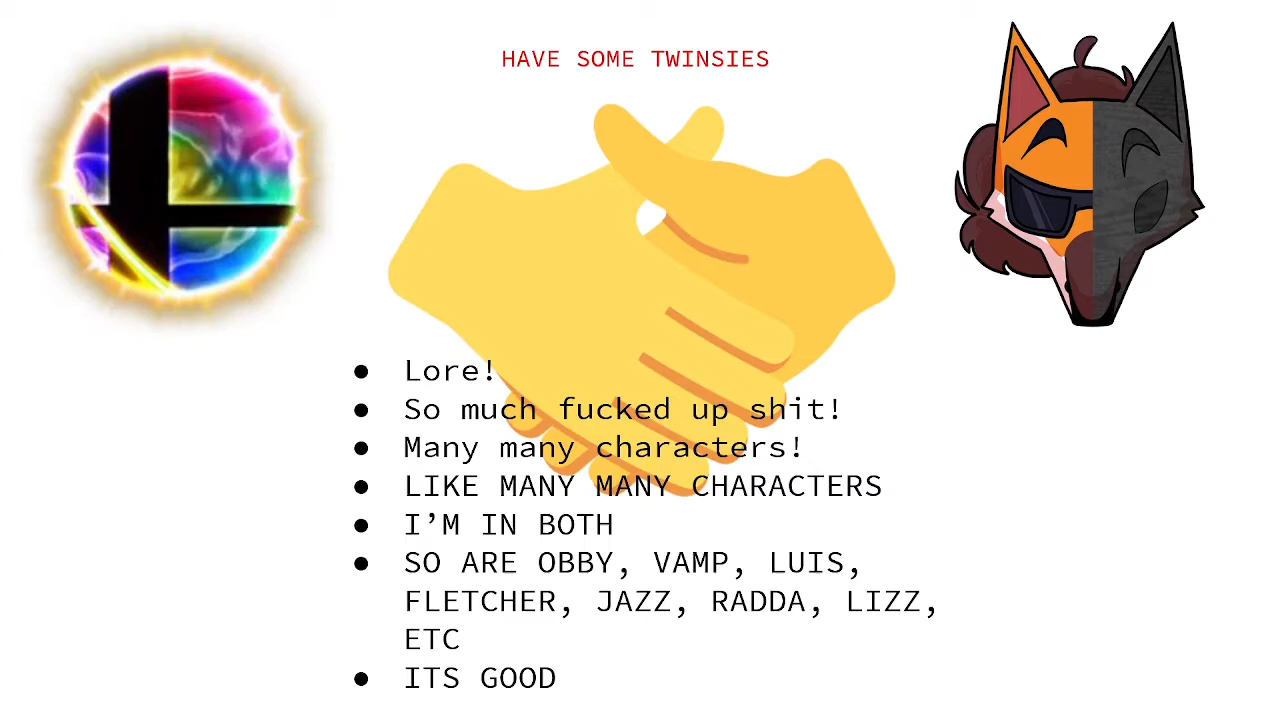 HAVE SOME TWINSIES
● Lore!
● So much fucked up shit!
● Many many characters!
● LIKE MANY MANY CHARACTERS
● I’M IN BOTH
● SO ARE OBBY, VAMP, LUIS,
FLETCHER, JAZZ, RADDA, LIZZ,
ETC
● ITS GOOD